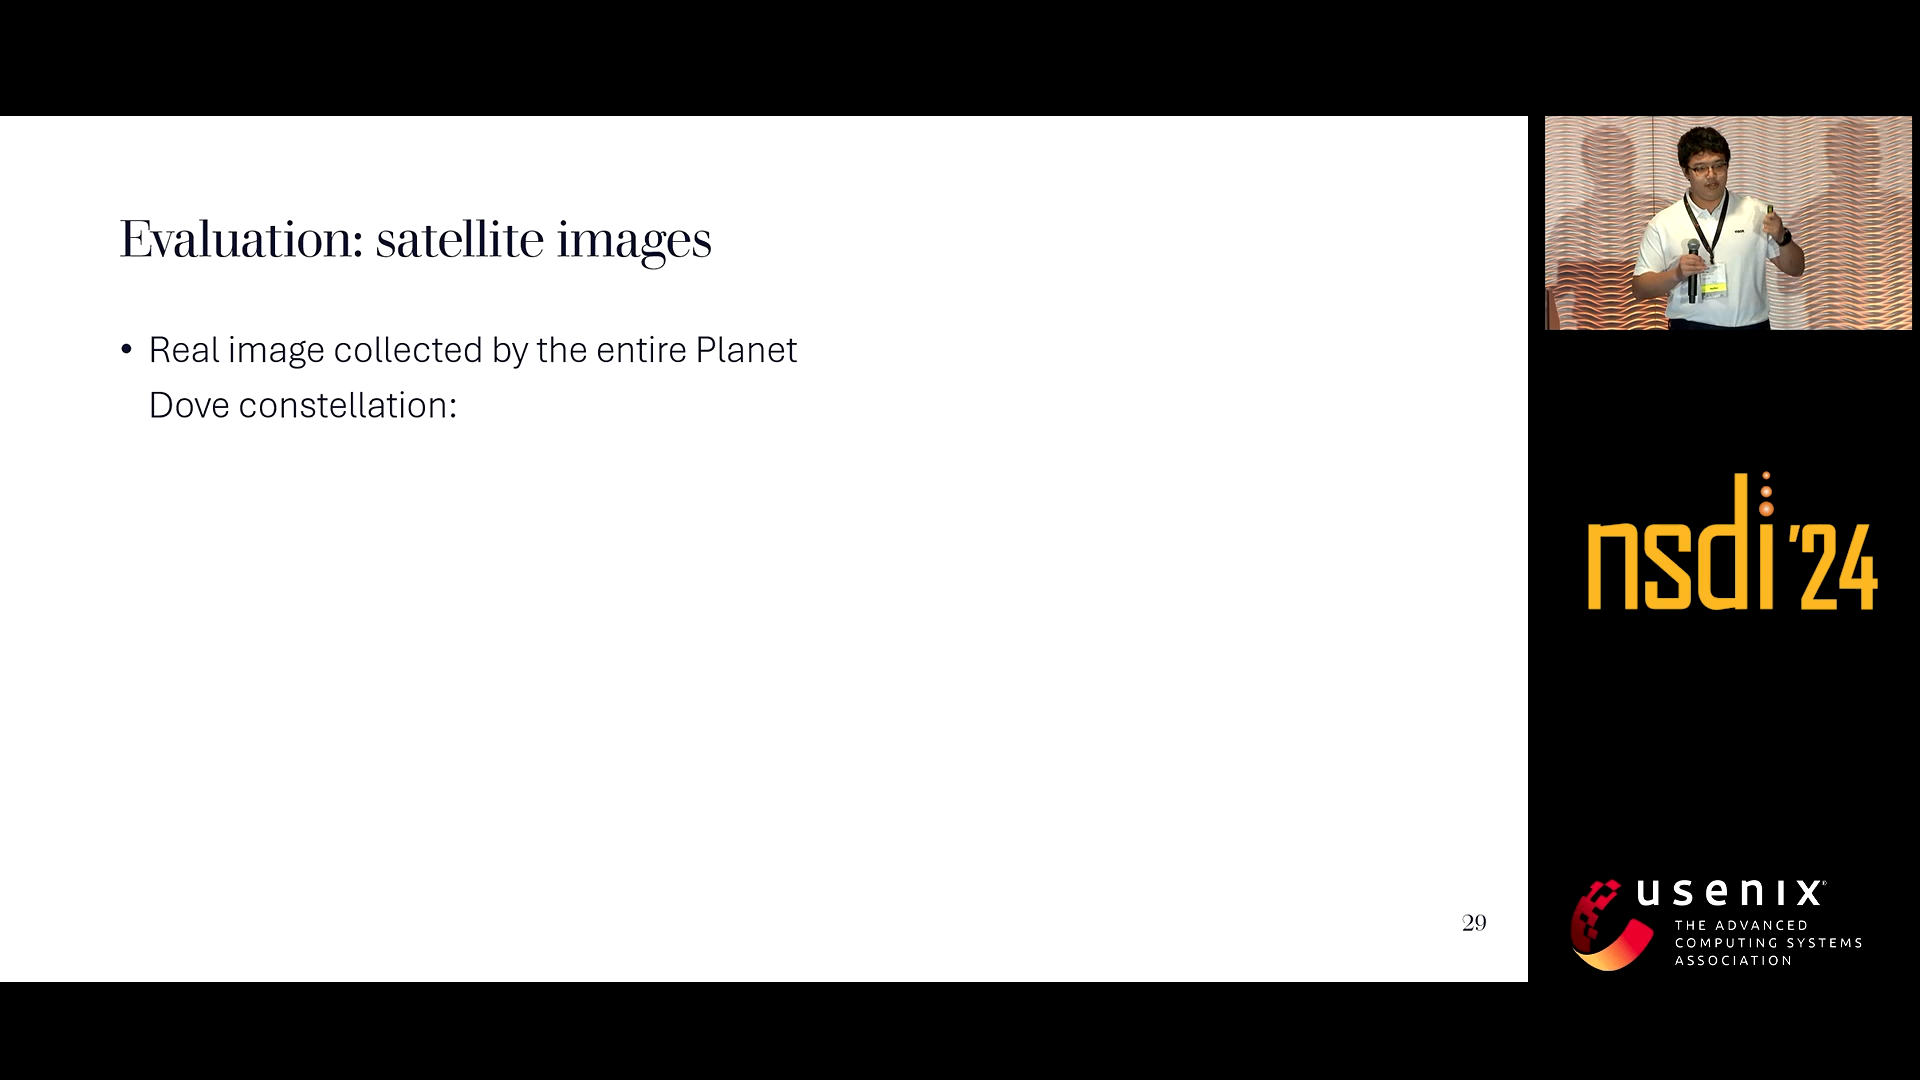 Evaluation: satellite images
• Real image collected by the entire Planet
Dove constellation:
29
nsdi '24
usenix®
THE ADVANCED
COMPUTING SYSTEMS
ASSOCIATION